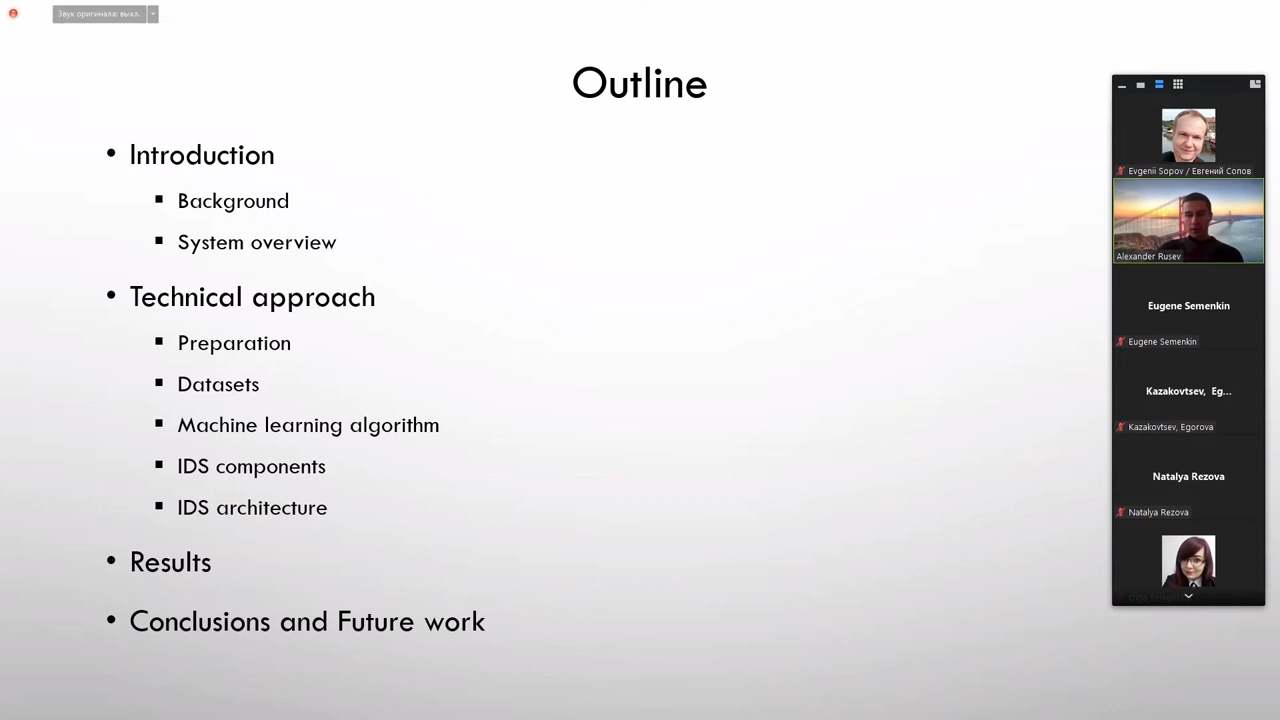 Звук оригинала: выкл.
Outline
• Introduction
▪ Background
▪ System overview
• Technical approach
▪ Preparation
▪ Datasets
▪ Machine learning algorithm
▪ IDS components
▪ IDS architecture
• Results
• Conclusions and Future work
Evgenii Sopov / Евгений Сопов
Alexander Rusev
Eugene Semenkin
Eugene Semenkin
Kazakovtsev, Eg...
Kazakovtsev, Egorova
Natalya Rezova
Natalya Rezova